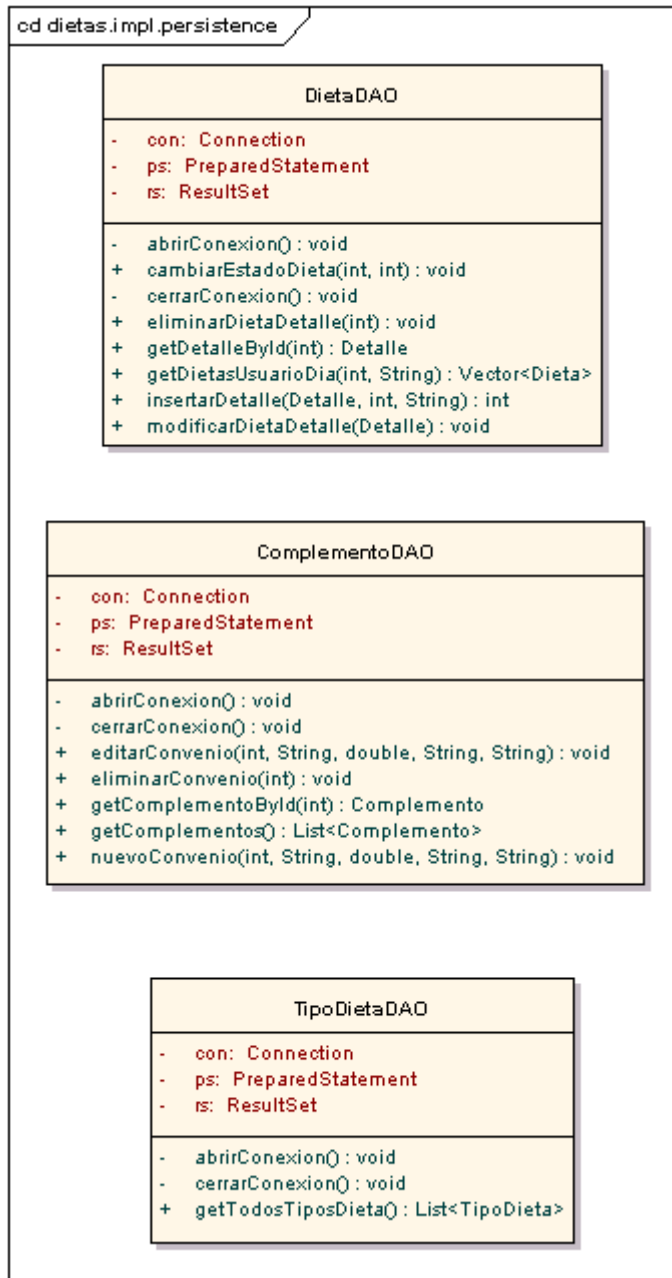 cd dietas.impl.persistence
DietaDAO
- con: Connection
- ps: PreparedStatement
- rs: ResultSet
- abrirConexion() : void
+ cambiarEstadoDieta(int, int) : void
- cerrarConexion() : void
+ eliminarDietaDetalle(int) : void
+ getDetalleById(int) : Detalle
+ getDietasUsuarioDia(int, String) : Vector<Dieta>
+ insertarDetalle(Detalle, int, String) : int
+ modificarDietaDetalle(Detalle) : void
ComplementoDAO
- con: Connection
- ps: PreparedStatement
- rs: ResultSet
- abrirConexion() : void
- cerrarConexion() : void
+ editarConvenio(int, String, double, String, String) : void
+ eliminarConvenio(int) : void
+ getComplementoById(int) : Complemento
+ getComplementos() : List<Complemento>
+ nuevoConvenio(int, String, double, String, String) : void
TipoDietaDAO
- con: Connection
- ps: PreparedStatement
- rs: ResultSet
- abrirConexion() : void
- cerrarConexion() : void
+ getTodosTiposDieta() : List<TipoDieta>